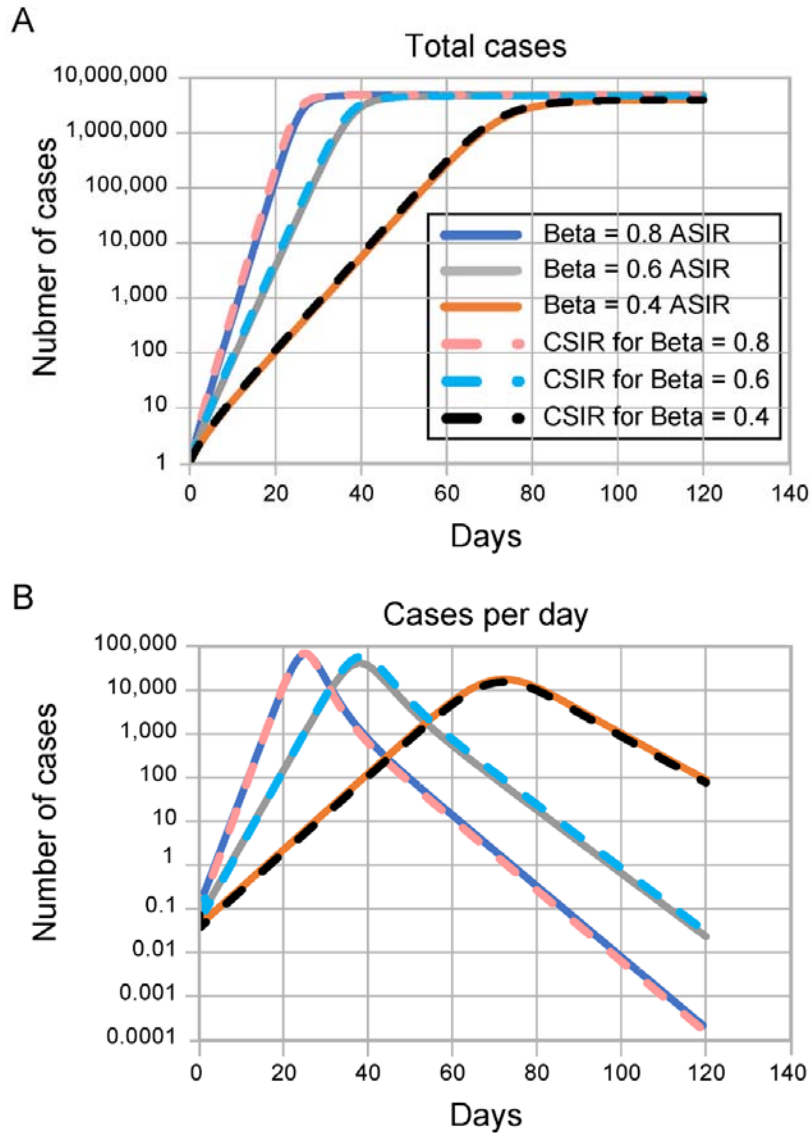 A
Total cases
Nubmer of cases
10,000,000
1,000,000
100,000
10,000
1,000
100
10
1
Beta = 0.8 ASIR
Beta = 0.6 ASIR
Beta = 0.4 ASIR
CSIR for Beta = 0.8
CSIR for Beta = 0.6
CSIR for Beta = 0.4
0 20 40 60 80 100 120 140
Days
B
Cases per day
Number of cases
100,000
10,000
1,000
100
10
1
0.1
0.01
0.001
0.0001
0 20 40 60 80 100 120 140
Days